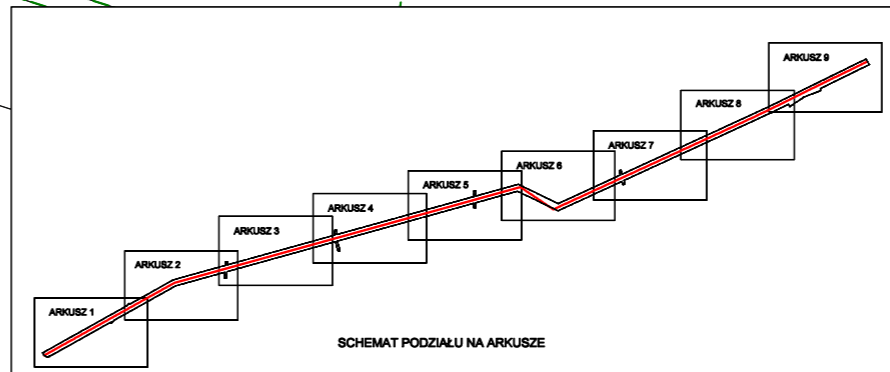 ARKUSZ 1
ARKUSZ 2
ARKUSZ 3
ARKUSZ 4
ARKUSZ 5
ARKUSZ 6
ARKUSZ 7
ARKUSZ 8
ARKUSZ 9
SCHEMAT PODZIAŁU NA ARKUSZE